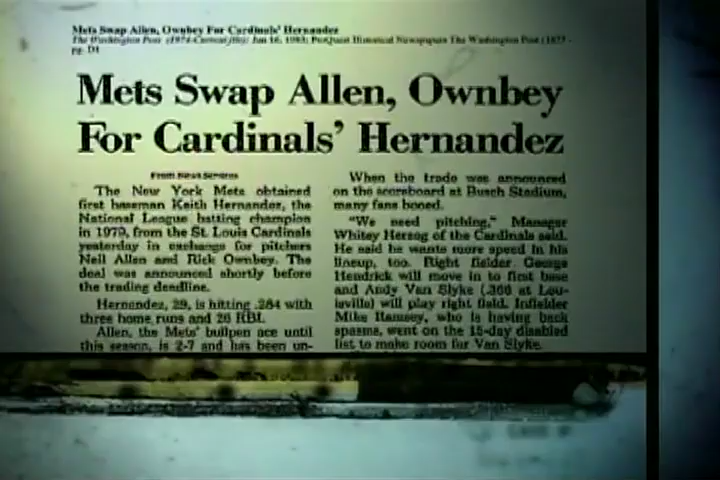 Mets Swap Allen, Ownbey For Cardinals' Hernandez
The Washington Post (1974-Current file); Jun 16, 1983; ProQuest Historical Newspapers The Washington Post (1877 -
pg. D1
Mets Swap Allen, Ownbey
For Cardinals' Hernandez
From News Services
The New York Mets obtained
first baseman Keith Hernandez, the
National League batting champion
in 1979, from the St. Louis Cardinals
yesterday in exchange for pitchers
Neil Allen and Rick Ownbey. The
deal was announced shortly before
the trading deadline.
Hernandez, 29, is hitting .284 with
three home runs and 26 RBI.
Allen, the Mets' bullpen ace until
this season, is 2-7 and has been un-
When the trade was announced
on the scoreboard at Busch Stadium,
many fans booed.
"We need pitching," Manager
Whitey Herzog of the Cardinals said.
He said he wants more speed in his
lineup, too. Right fielder George
Hendrick will move in to first base
and Andy Van Slyke (.368 at Lou-
isville) will play right field. Infielder
Mike Ramsey, who is having back
spasms, went on the 15-day disabled
list to make room for Van Slyke.